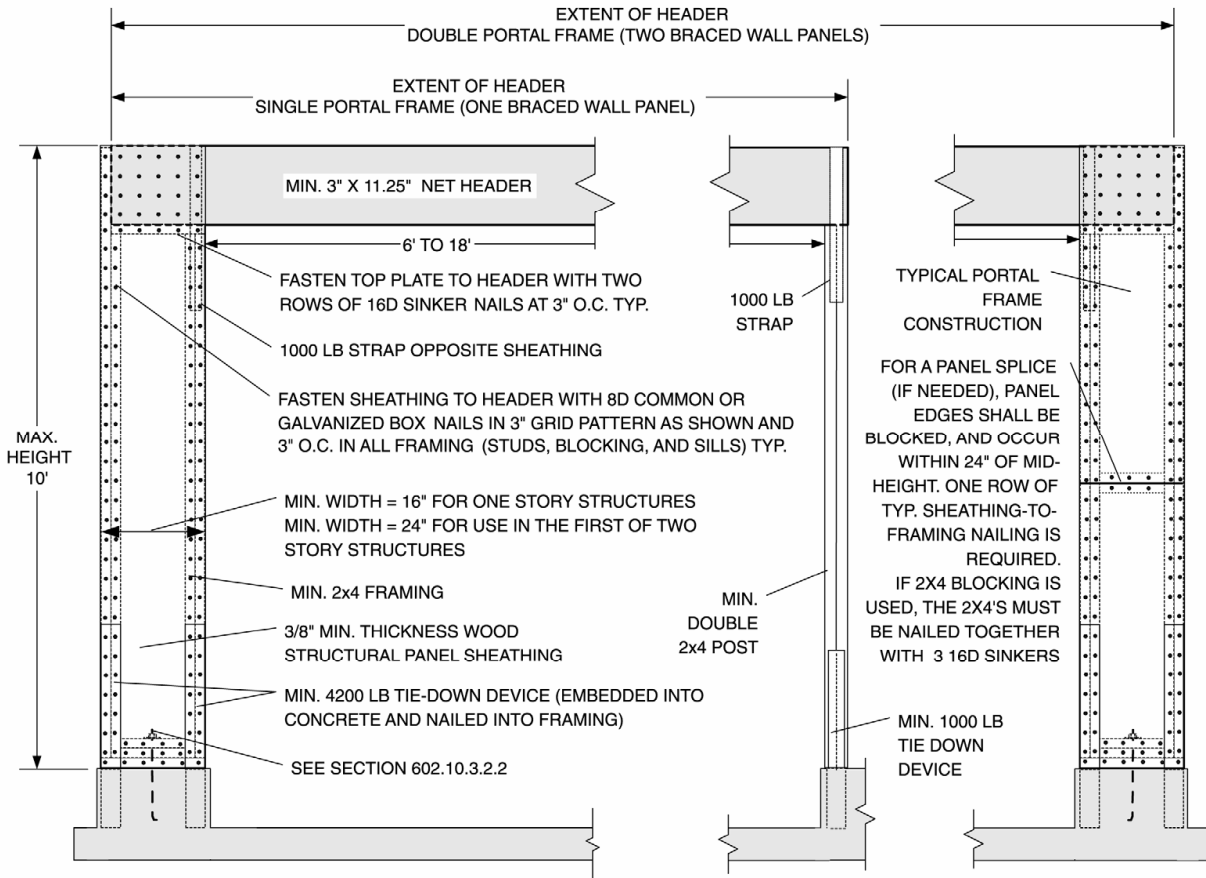 EXTENT OF HEADER
DOUBLE PORTAL FRAME (TWO BRACED WALL PANELS)
EXTENT OF HEADER
SINGLE PORTAL FRAME (ONE BRACED WALL PANEL)
MIN. 3" X 11.25" NET HEADER
6' TO 18'
FASTEN TOP PLATE TO HEADER WITH TWO
ROWS OF 16D SINKER NAILS AT 3" O.C. TYP.
1000 LB STRAP OPPOSITE SHEATHING
FASTEN SHEATHING TO HEADER WITH 8D COMMON OR
GALVANIZED BOX NAILS IN 3" GRID PATTERN AS SHOWN AND
3" O.C. IN ALL FRAMING (STUDS, BLOCKING, AND SILLS) TYP.
MAX.
HEIGHT
10'
MIN. WIDTH = 16" FOR ONE STORY STRUCTURES
MIN. WIDTH = 24" FOR USE IN THE FIRST OF TWO
STORY STRUCTURES
MIN. 2x4 FRAMING
3/8" MIN. THICKNESS WOOD
STRUCTURAL PANEL SHEATHING
MIN. 4200 LB TIE-DOWN DEVICE (EMBEDDED INTO
CONCRETE AND NAILED INTO FRAMING)
SEE SECTION 602.10.3.2.2
1000 LB
STRAP
MIN.
DOUBLE
2x4 POST
MIN. 1000 LB
TIE DOWN
DEVICE
TYPICAL PORTAL
FRAME
CONSTRUCTION
FOR A PANEL SPLICE
(IF NEEDED), PANEL
EDGES SHALL BE
BLOCKED, AND OCCUR
WITHIN 24" OF MID-
HEIGHT. ONE ROW OF
TYP. SHEATHING-TO-
FRAMING NAILING IS
REQUIRED.
IF 2X4 BLOCKING IS
USED, THE 2X4'S MUST
BE NAILED TOGETHER
WITH 3 16D SINKERS